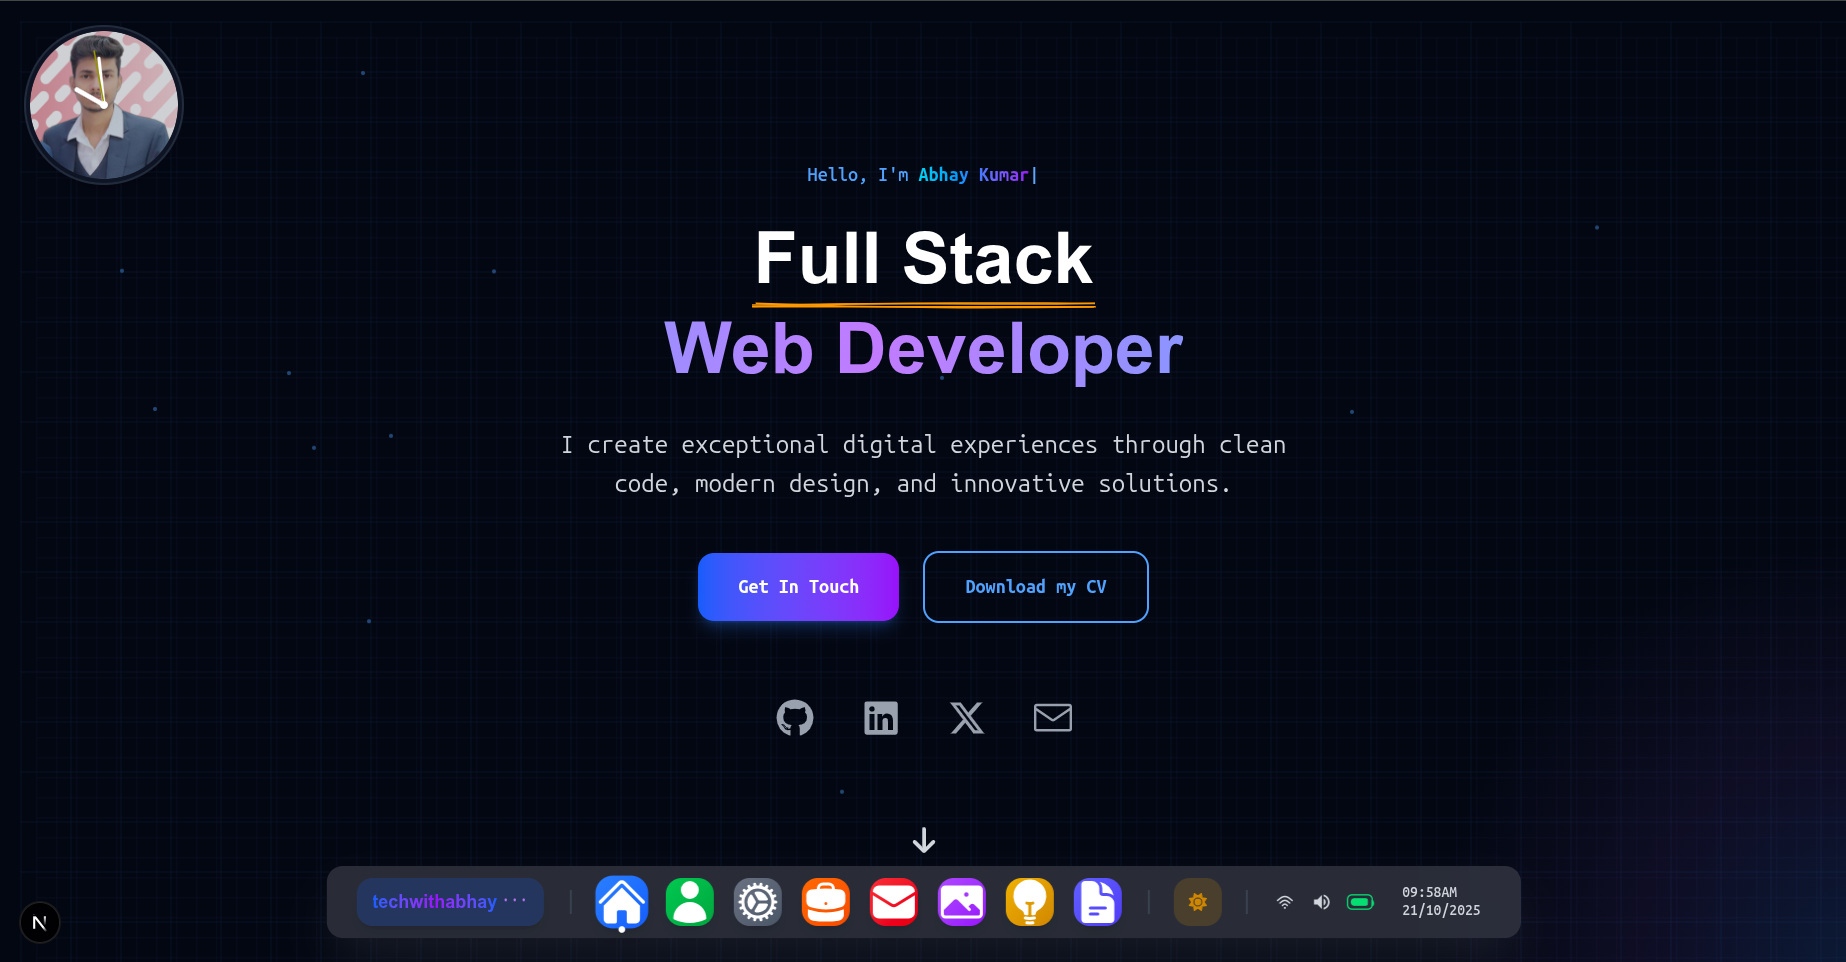 Hello, I'm Abhay Kumar|
Full Stack
Web Developer
I create exceptional digital experiences through clean
code, modern design, and innovative solutions.
Get In Touch
Download my CV
in
X
techwithabhay ···
09:58AM
21/10/2025
N